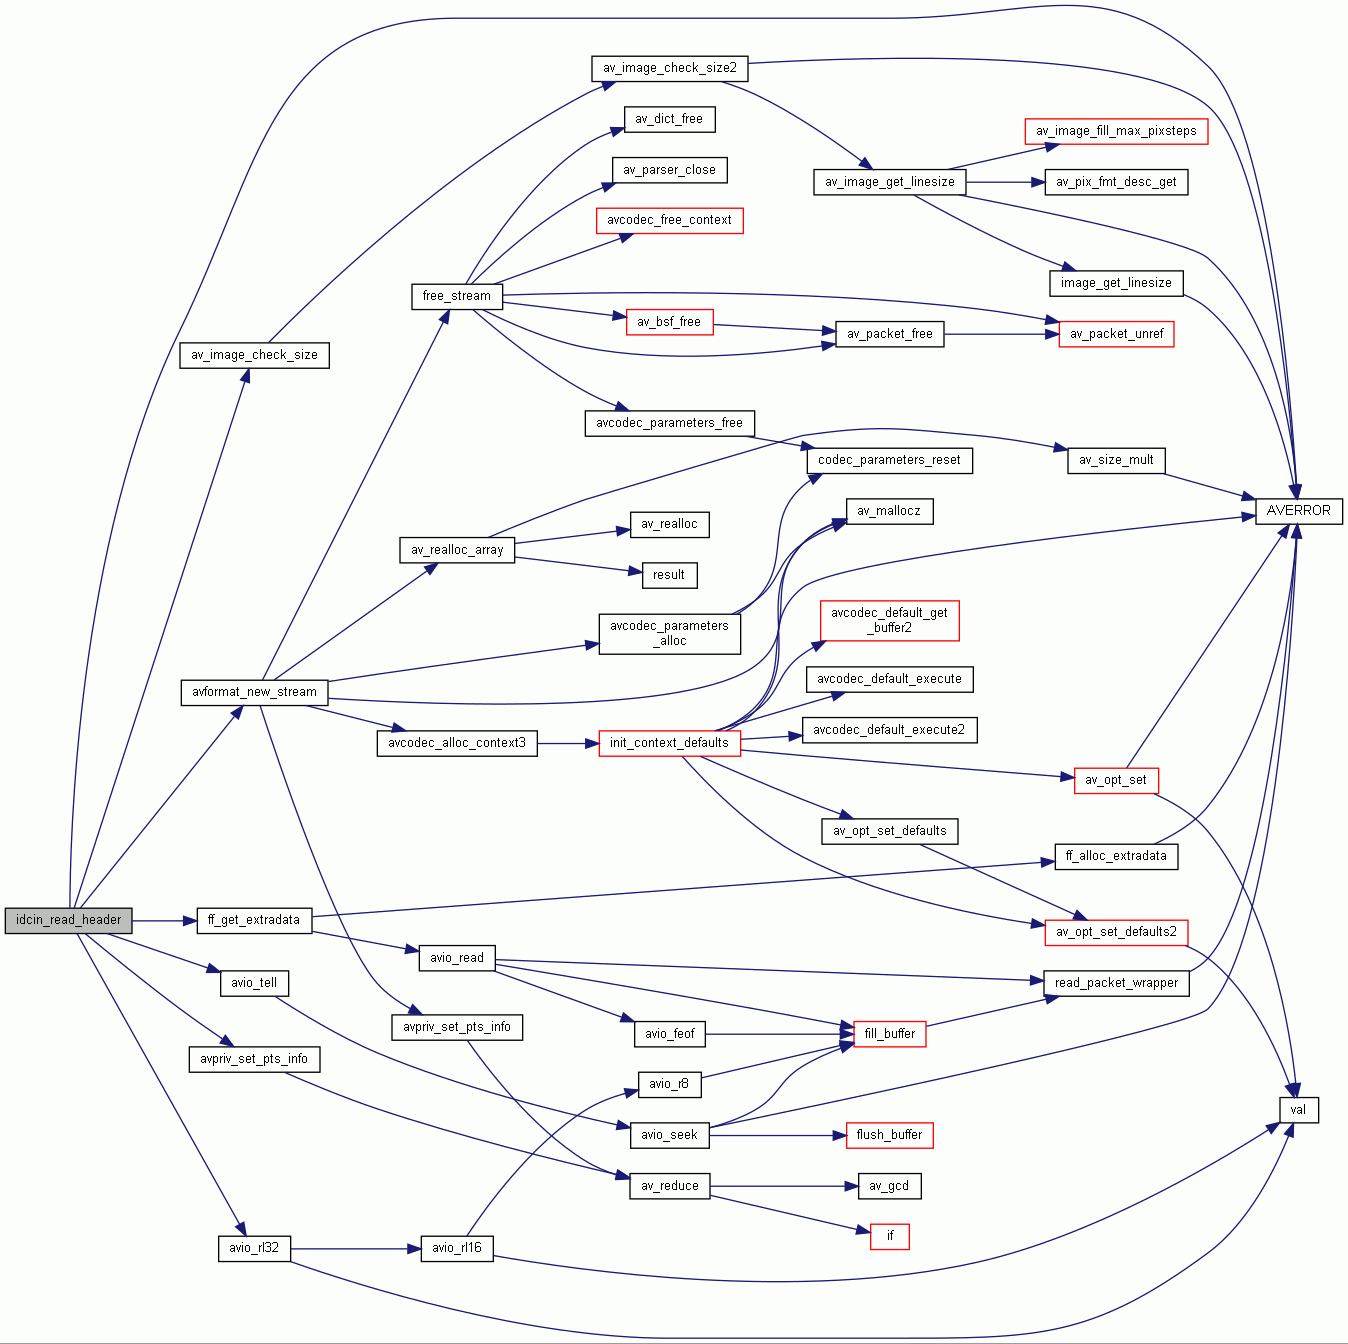 av_image_check_size2
av_dict_free
av_image_fill_max_pixsteps
av_parser_close
av_image_get_linesize
av_pix_fmt_desc_get
avcodec_free_context
image_get_linesize
free_stream
av_bsf_free
av_packet_free
av_packet_unref
av_image_check_size
avcodec_parameters_free
codec_parameters_reset
av_size_mult
av_mallocz
AVERROR
av_realloc
av_realloc_array
result
avcodec_default_get
_buffer2
avcodec_parameters
_alloc
avcodec_default_execute
avformat_new_stream
avcodec_default_execute2
avcodec_alloc_context3
init_context_defaults
av_opt_set
av_opt_set_defaults
ff_alloc_extradata
idcin_read_header
ff_get_extradata
av_opt_set_defaults2
avio_read
avio_tell
read_packet_wrapper
avpriv_set_pts_info
avio_feof
fill_buffer
avpriv_set_pts_info
avio_r8
val
avio_seek
flush_buffer
av_reduce
av_gcd
if
avio_rl32
avio_rl16